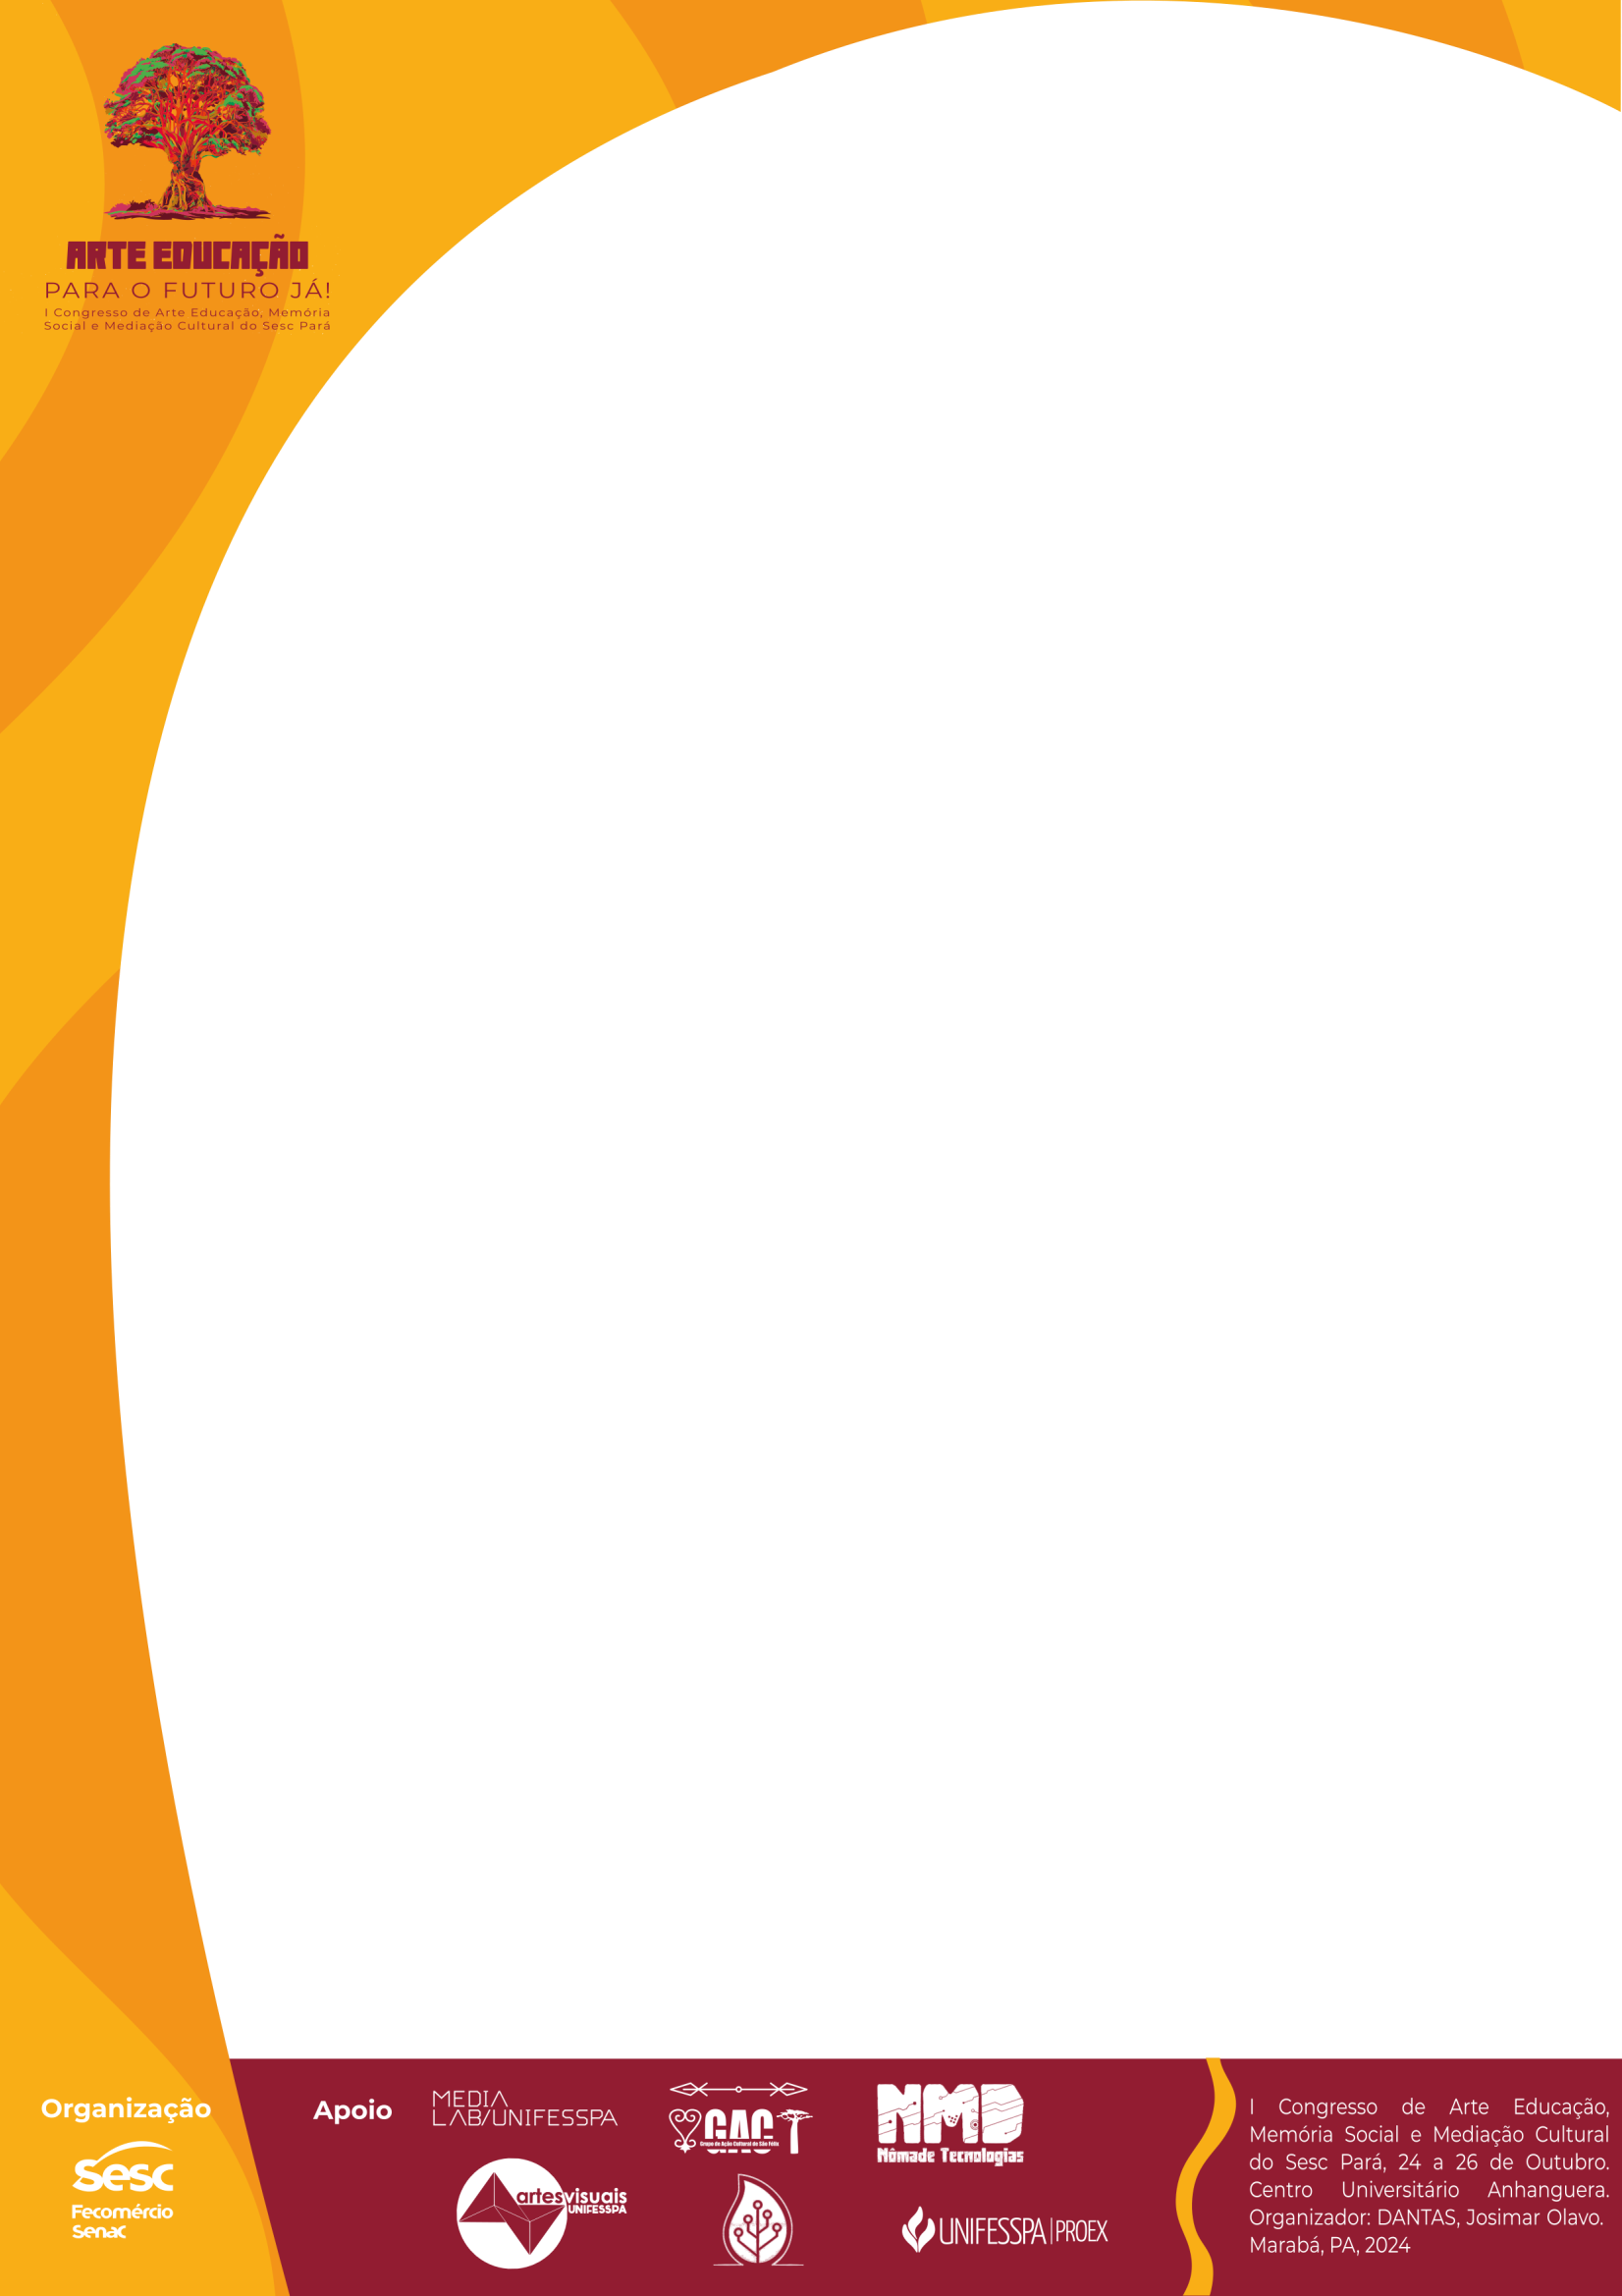 ARTE EDUCAÇÃO
PARA O FUTURO JÁ!
I Congresso de Arte Educação, Memória
Social e Mediação Cultural do Sesc Pará
Organização
Sesc
Fecomércio
Senac
Apoio
MEDIA
LAB/UNIFESSPA
GAC
Grupo de Ação Cultural de São Félix
NMD
Nômade Tecnologias
artesvisuais
UNIFESSPA
UNIFESSPA | PROEX
I Congresso de Arte Educação,
Memória Social e Mediação Cultural
do Sesc Pará, 24 a 26 de Outubro.
Centro Universitário Anhanguera.
Organizador: DANTAS, Josimar Olavo.
Marabá, PA, 2024